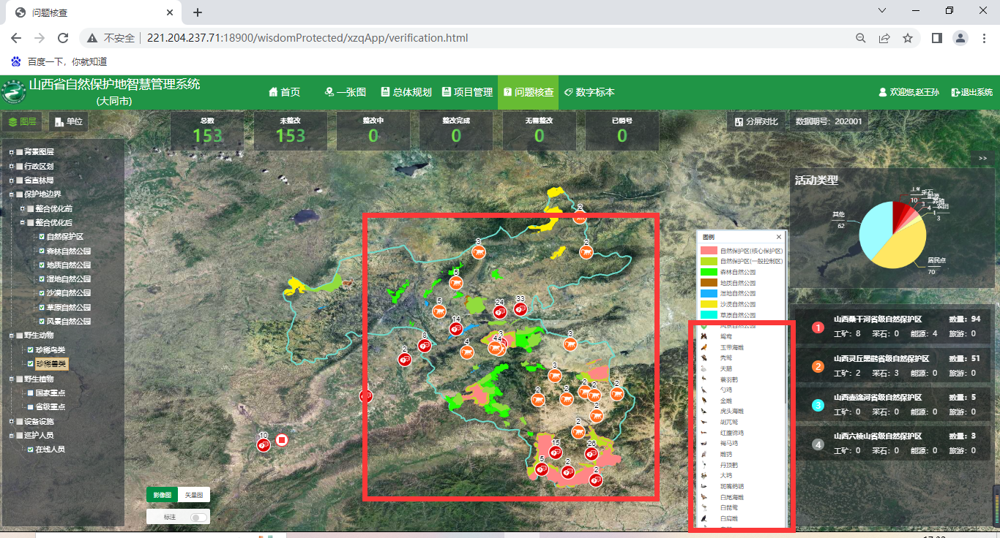 问题核查
不安全 221.204.237.71:18900/wisdomProtected/xzqApp/verification.html
百度一下，你就知道
山西省自然保护地智慧管理系统
(大同市)
首页 一张图 总体规划 项目管理 问题核查 数字标本
欢迎您,赵王孙 退出系统
图层 单位
总数 153
未整改 153
整改中 0
整改完成 0
无需整改 0
已销号 0
分屏对比 数据期号：202001
>>
背景图层
行政区划
省直林局
保护地边界
整合优化前
整合优化后
自然保护区
森林自然公园
地质自然公园
湿地自然公园
沙漠自然公园
草原自然公园
风景自然公园
野生动物
珍稀鸟类
珍稀兽类
野生植物
国家重点
省级重点
设备设施
巡护人员
在线人员
2
3
2
5
5
24
33
14
8
4
44
3
3
2
3
2
2
2
2
2
2
2
10
15
26
5
2
2
影像图 矢量图
标注
图例
自然保护区(核心保护区)
自然保护区(一般控制区)
森林自然公园
地质自然公园
湿地自然公园
沙漠自然公园
草原自然公园
风景自然公园
鸳鸯
玉带海雕
秃鹫
天鹅
蓑羽鹤
勺鸡
金雕
虎头海雕
胡兀鹫
红腹锦鸡
褐马鸡
雕鸮
丹顶鹤
大鸨
斑嘴鹈鹕
白尾海雕
白琵鹭
白肩雕
活动类型
采石
10
3
4
1
3
其他
62
居民点
70
1 山西桑干河省级自然保护区 数量：94
工矿：8 采石：0 能源：4 旅游：0
2 山西灵丘黑鹳省级自然保护区 数量：51
工矿：2 采石：3 能源：0 旅游：0
3 山西壶流河省级自然保护区 数量：5
工矿：0 采石：0 能源：0 旅游：0
4 山西六棱山省级自然保护区 数量：3
工矿：0 采石：0 能源：0 旅游：0